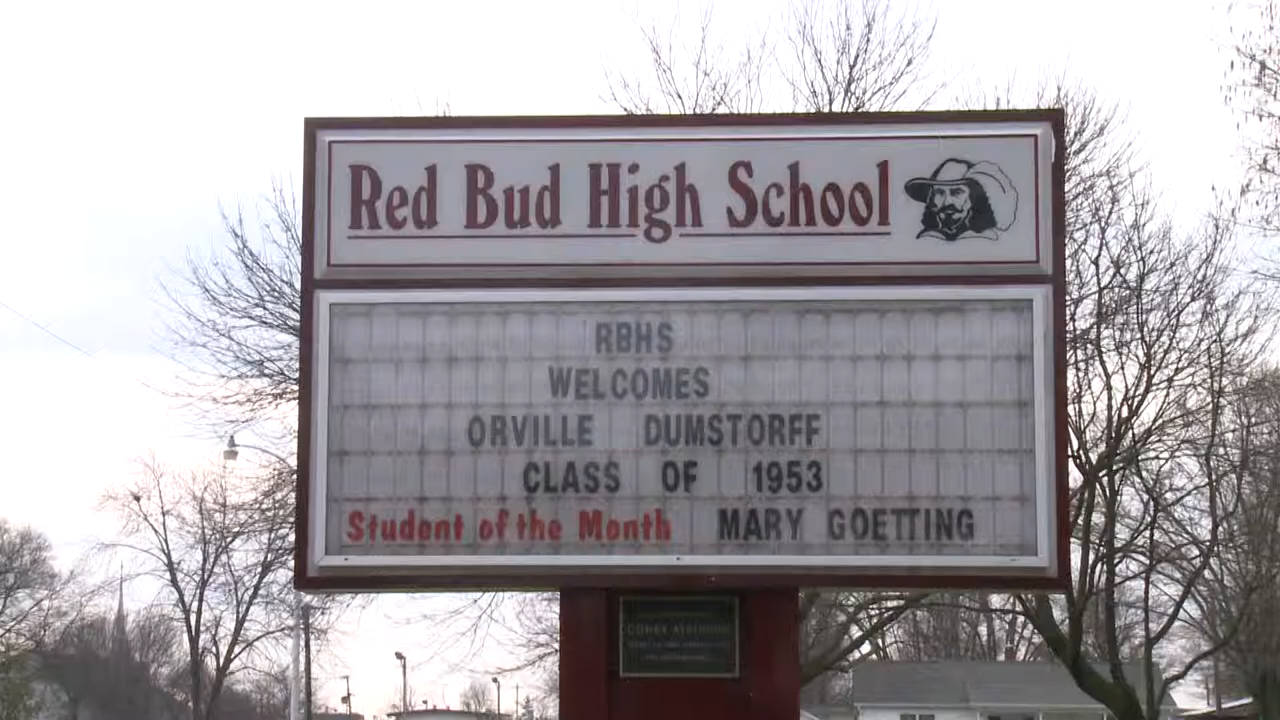 Red Bud High School
RBHS
WELCOMES
ORVILLE DUMSTORFF
CLASS OF 1953
Student of the Month MARY GOETTING